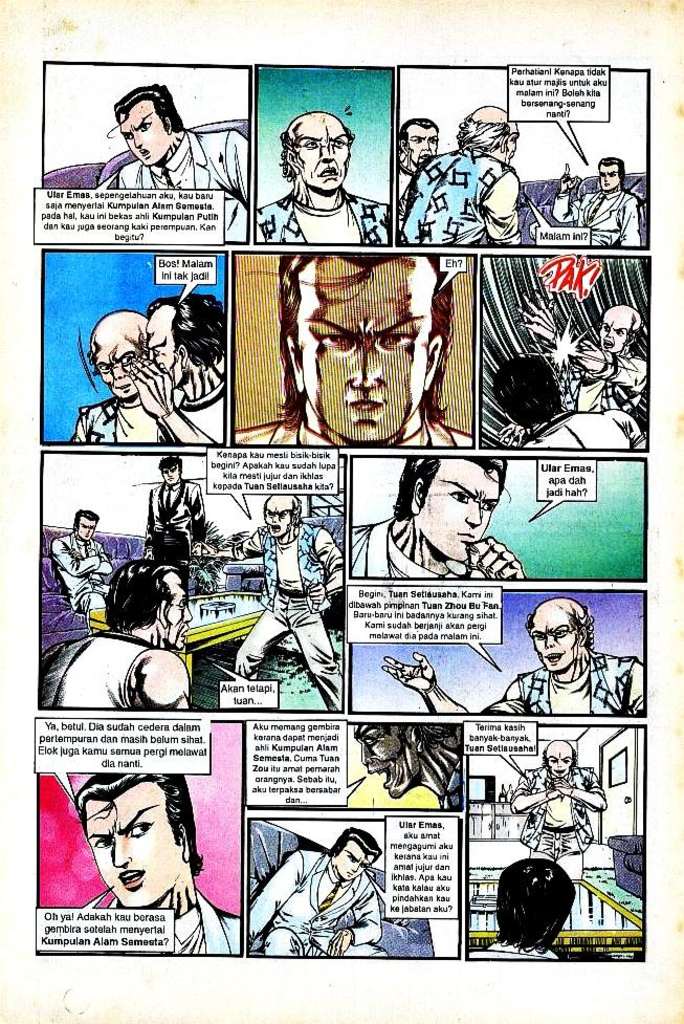 Ular Emas, sepengetahuan aku, kau baru
saja menyertai Kumpulan Alam Semesta.
pada hal, kau ini bekas ahli Kumpulan Putih
dan kau juga seorang kaki perempuan. Kan
begitu?
Perhatian! Kenapa tidak
kau atur majlis untuk aku
malam ini? Boleh kita
bersenang-senang
nanti?
Malam ini?
Bos! Malam
ini tak jadi!
Eh?
PAK!
Kenapa kau mesti bisik-bisik
begini? Apakah kau sudah lupa
kita mesti jujur dan ikhlas
kepada Tuan Setiausaha kita?
Akan tetapi,
tuan...
Ular Emas,
apa dah
jadi hah?
Begini, Tuan Setiausaha. Kami ini
dibawah pimpinan Tuan Zhou Bu Fan.
Baru-baru ini badannya kurang sihat.
Kami sudah berjanji akan pergi
melawat dia pada malam ini.
Ya, betul. Dia sudah cedera dalam
pertempuran dan masih belum sihat.
Elok juga kamu semua pergi melawat
dia nanti.
Oh ya! Adakah kau berasa
gembira setelah menyertai
Kumpulan Alam Semesta?
Aku memang gembira
kerana dapat menjadi
ahli Kumpulan Alam
Semesta. Cuma Tuan
Zou itu amat pemarah
orangnya. Sebab itu,
aku terpaksa bersabar
dan...
Ular Emas,
aku amat
mengagumi aku
kerana kau ini
amat jujur dan
ikhlas. Apa kau
kata kalau aku
pindahkan kau
ke jabatan aku?
Terima kasih
banyak-banyak.
Tuan Setiausaha!